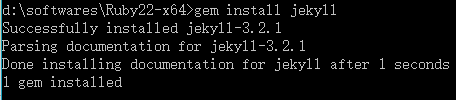 d:\softwares\Ruby22-x64>gem install jekyll
Successfully installed jekyll-3.2.1
Parsing documentation for jekyll-3.2.1
Done installing documentation for jekyll after 1 seconds
1 gem installed